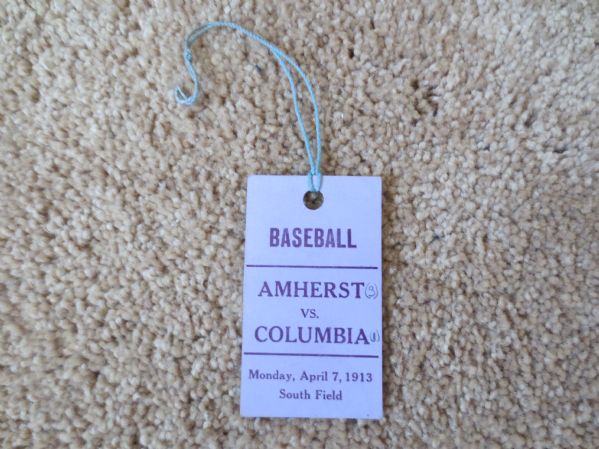 BASEBALL
AMHERST
VS.
COLUMBIA
Monday, April 7, 1913
South Field